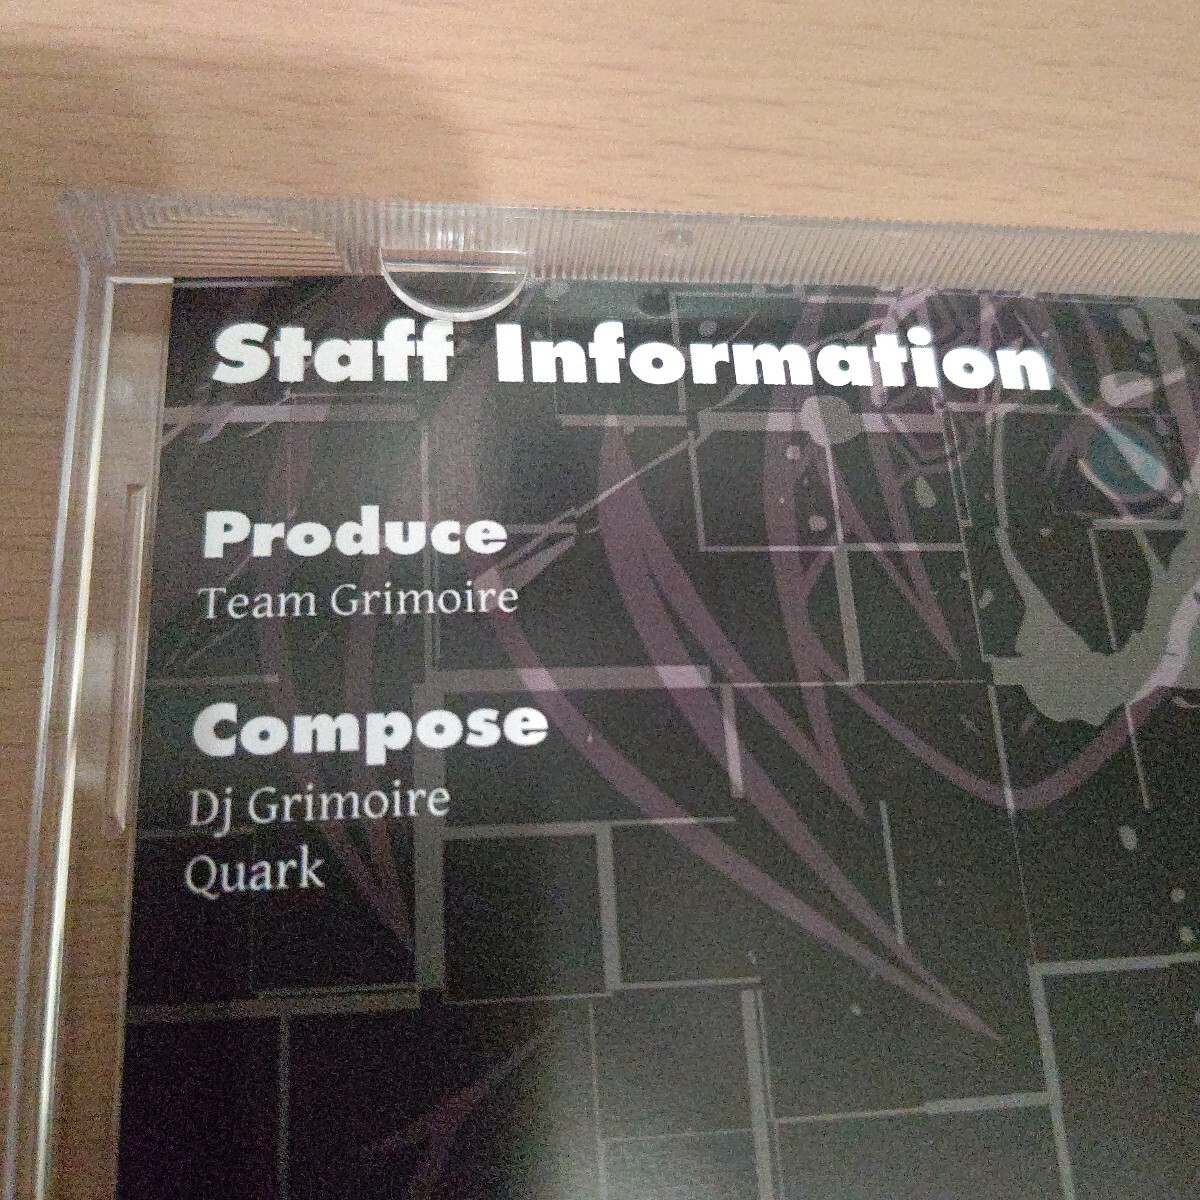 Staff Information
Produce
Team Grimoire
Compose
Dj Grimoire
Quark